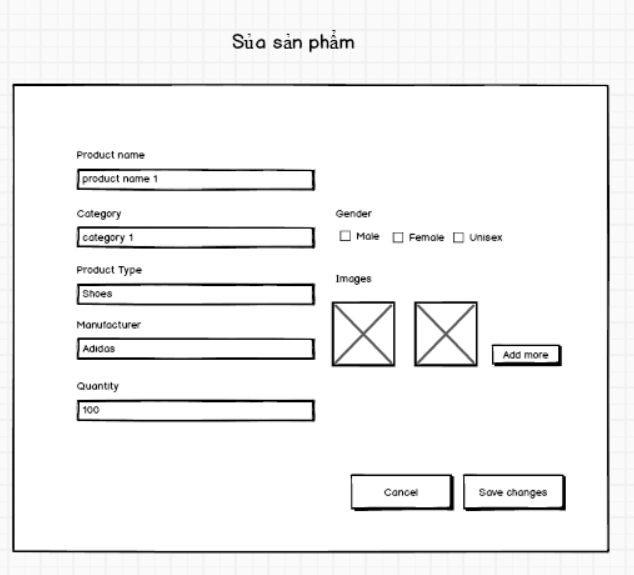 Sửa sản phẩm
Product name
product name 1
Category
category 1
Gender
Male Female Unisex
Product Type
Shoes
Images
Manufacturer
Adidas
Add more
Quantity
100
Cancel
Save changes